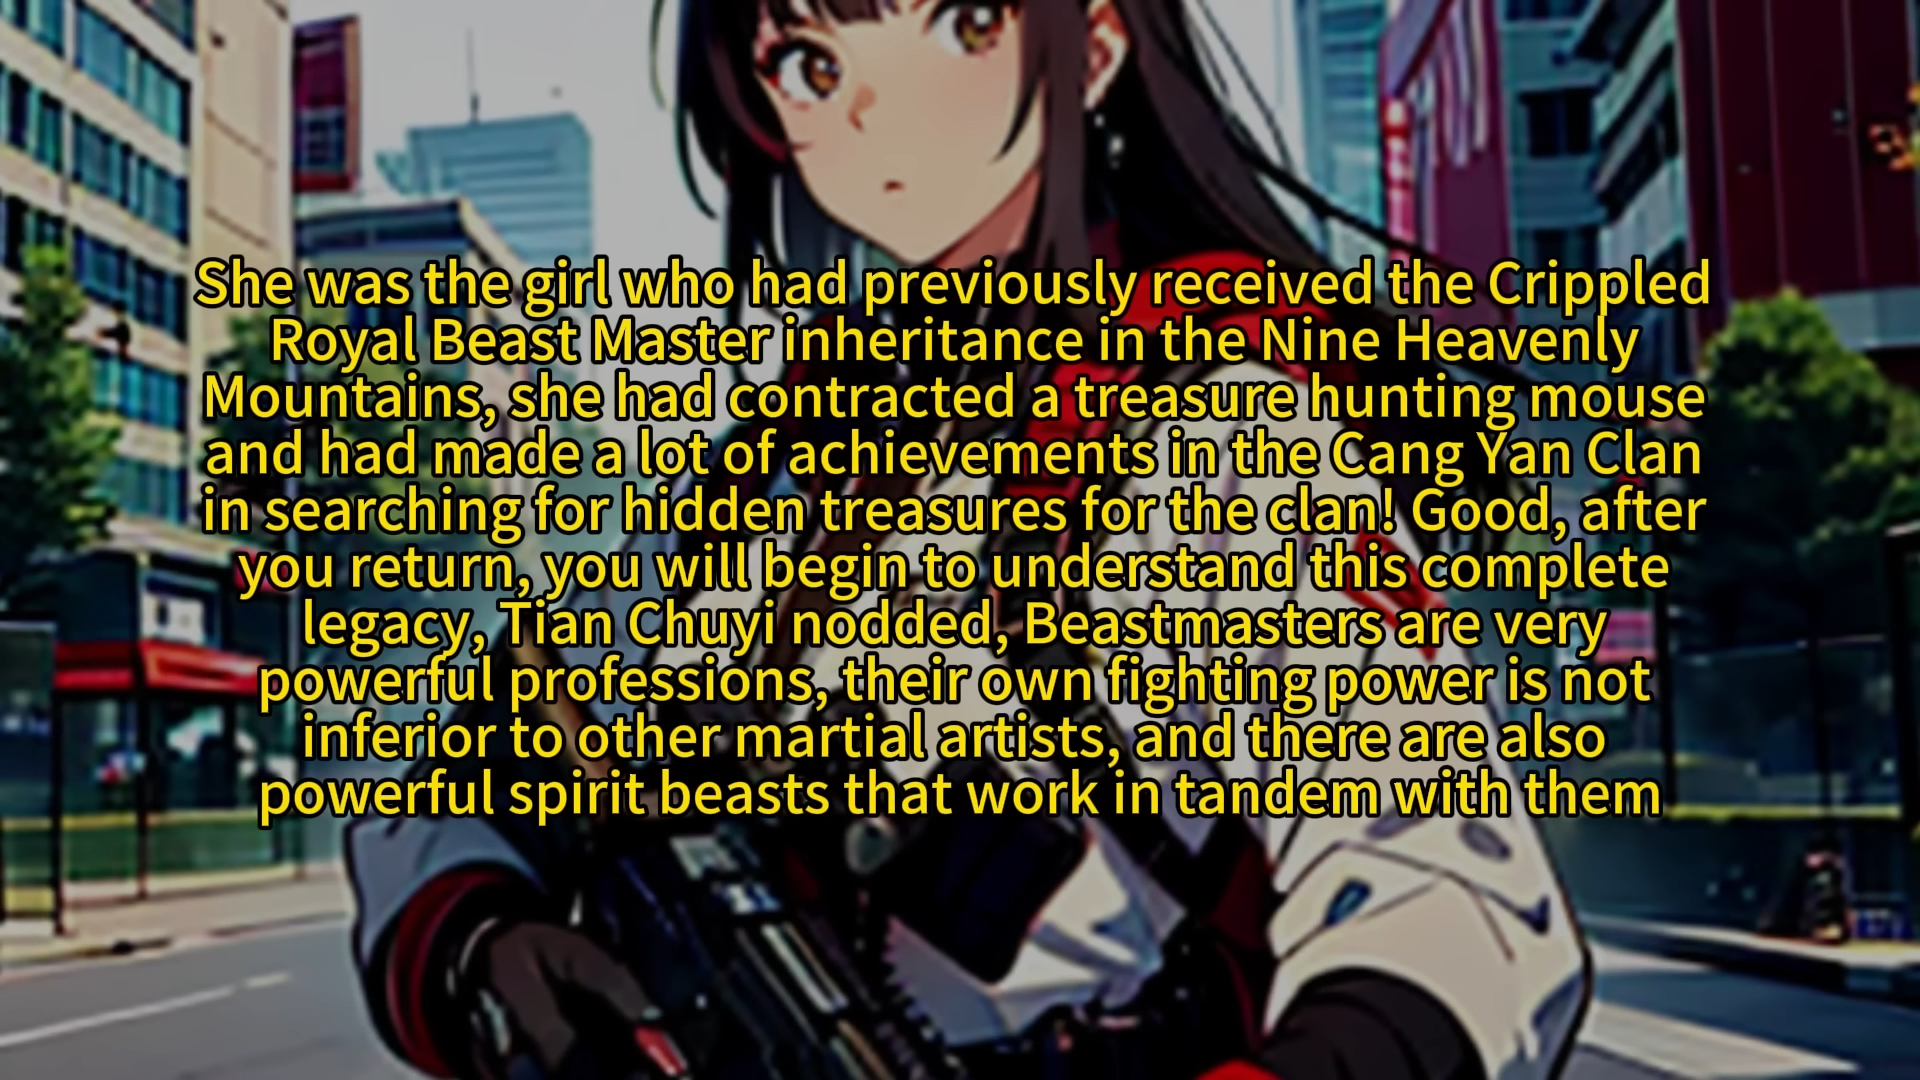 She was the girl who had previously received the Crippled
Royal Beast Master inheritance in the Nine Heavenly
Mountains, she had contracted a treasure hunting mouse
and had made a lot of achievements in the Cang Yan Clan
in searching for hidden treasures for the clan! Good, after
you return, you will begin to understand this complete
legacy, Tian Chuyi nodded, Beastmasters are very
powerful professions, their own fighting power is not
inferior to other martial artists, and there are also
powerful spirit beasts that work in tandem with them